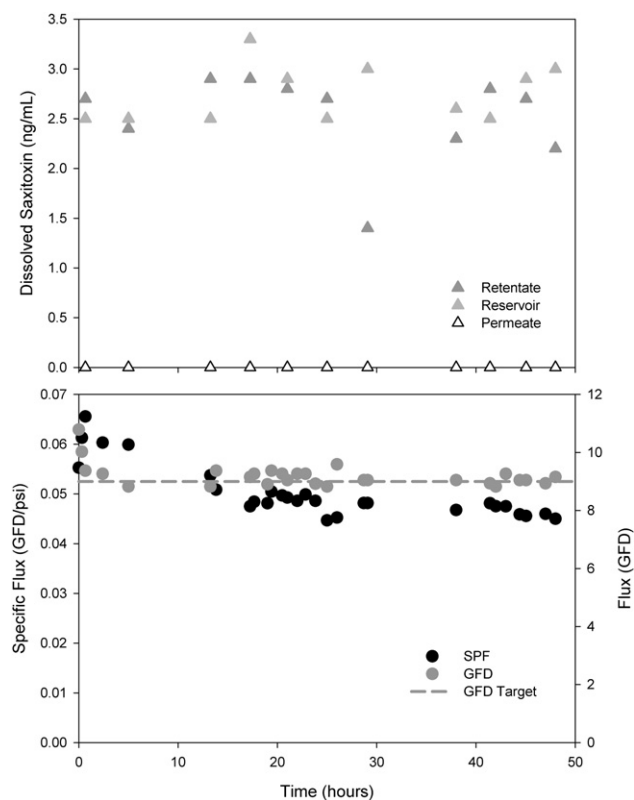 3.5
3.0
2.5
2.0
1.5
1.0
0.5
0.0
Dissolved Saxitoxin (ng/mL)
Retentate
Reservoir
Permeate
0.07
0.06
0.05
0.04
0.03
0.02
0.01
0.00
Specific Flux (GFD/psi)
12
10
8
6
4
2
0
Flux (GFD)
SPF
GFD
GFD Target
0 10 20 30 40 50
Time (hours)